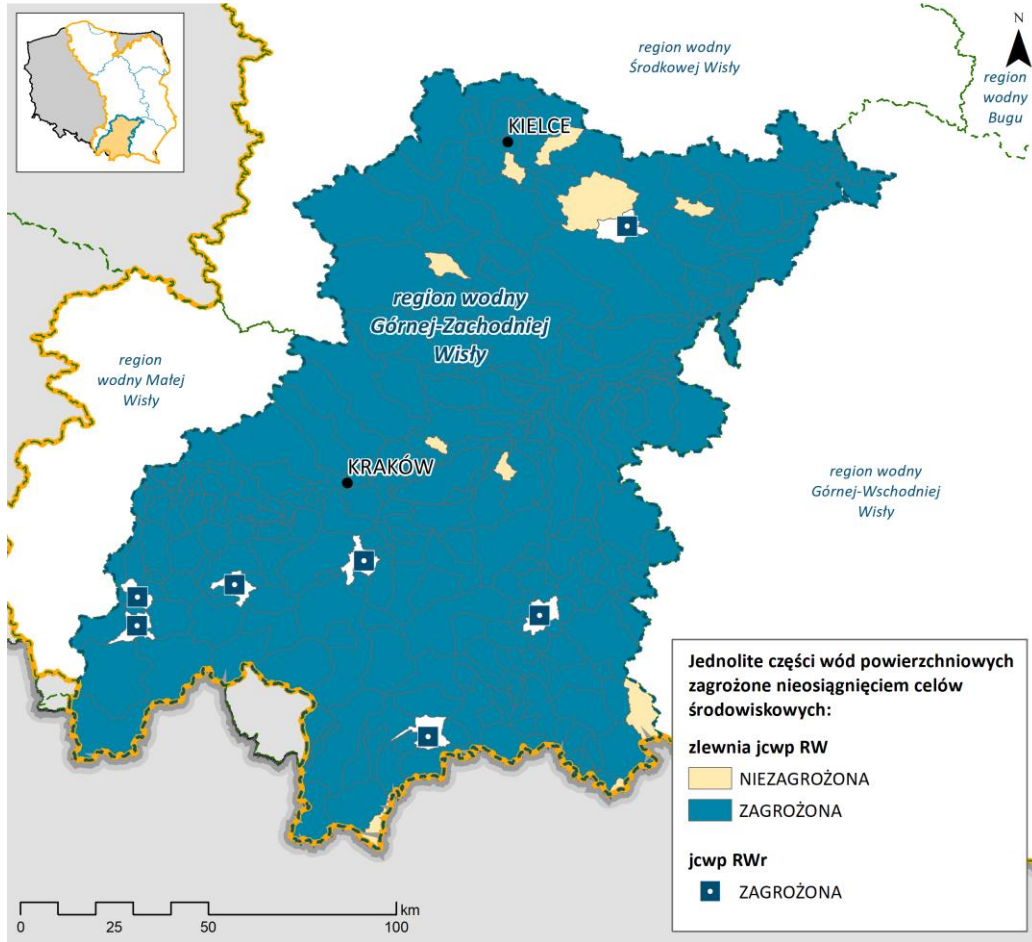 N
region wodny
Środkowej Wisły
region
wodny
Bugu
KIELCE
region wodny
Górnej-Zachodniej
Wisły
region
wodny Małej
Wisły
KRAKÓW
region wodny
Górnej-Wschodniej
Wisły
Jednolite części wód powierzchniowych
zagrożone nieosiągnięciem celów
środowiskowych:
zlewnia jcwp RW
NIEZAGROŻONA
ZAGROŻONA
jcwp RWr
ZAGROŻONA
km
0 25 50 100